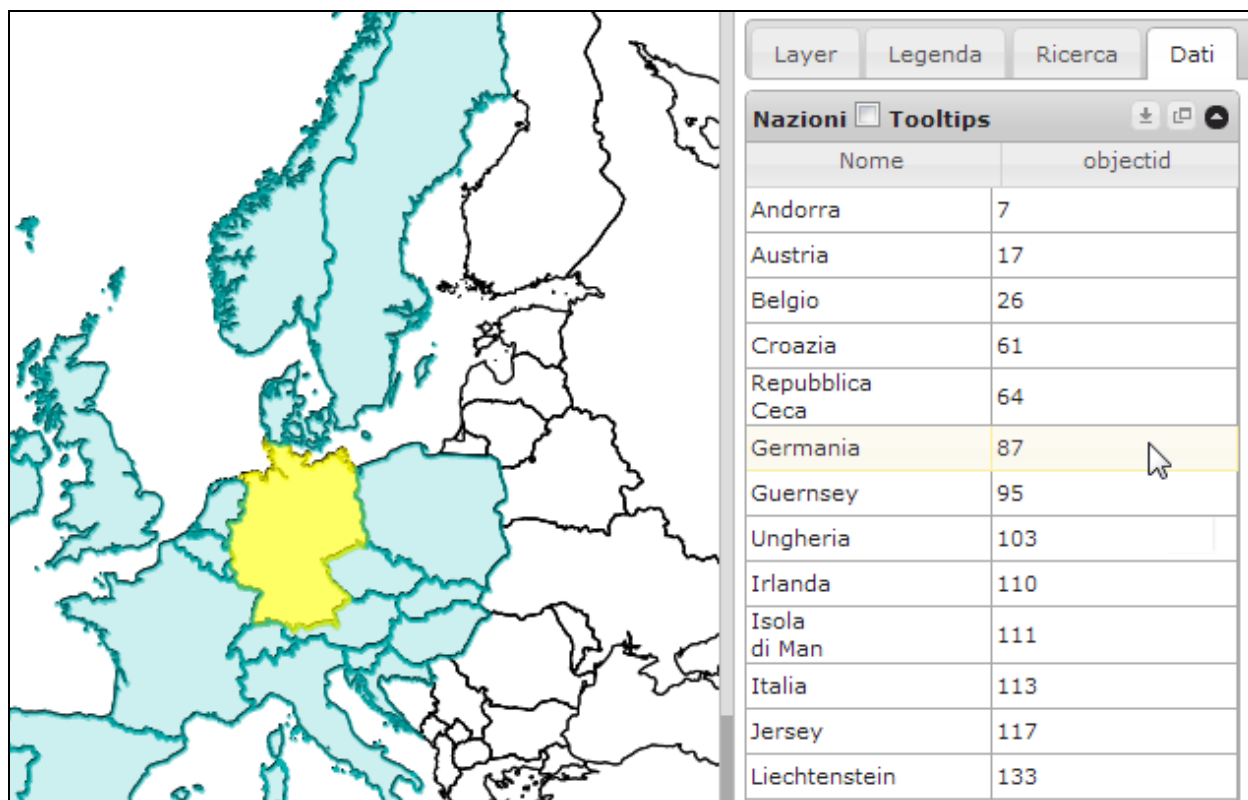 Layer Legenda Ricerca Dati
Nazioni Tooltips
Nome objectid
Andorra 7
Austria 17
Belgio 26
Croazia 61
Repubblica
Ceca 64
Germania 87
Guernsey 95
Ungheria 103
Irlanda 110
Isola
di Man 111
Italia 113
Jersey 117
Liechtenstein 133